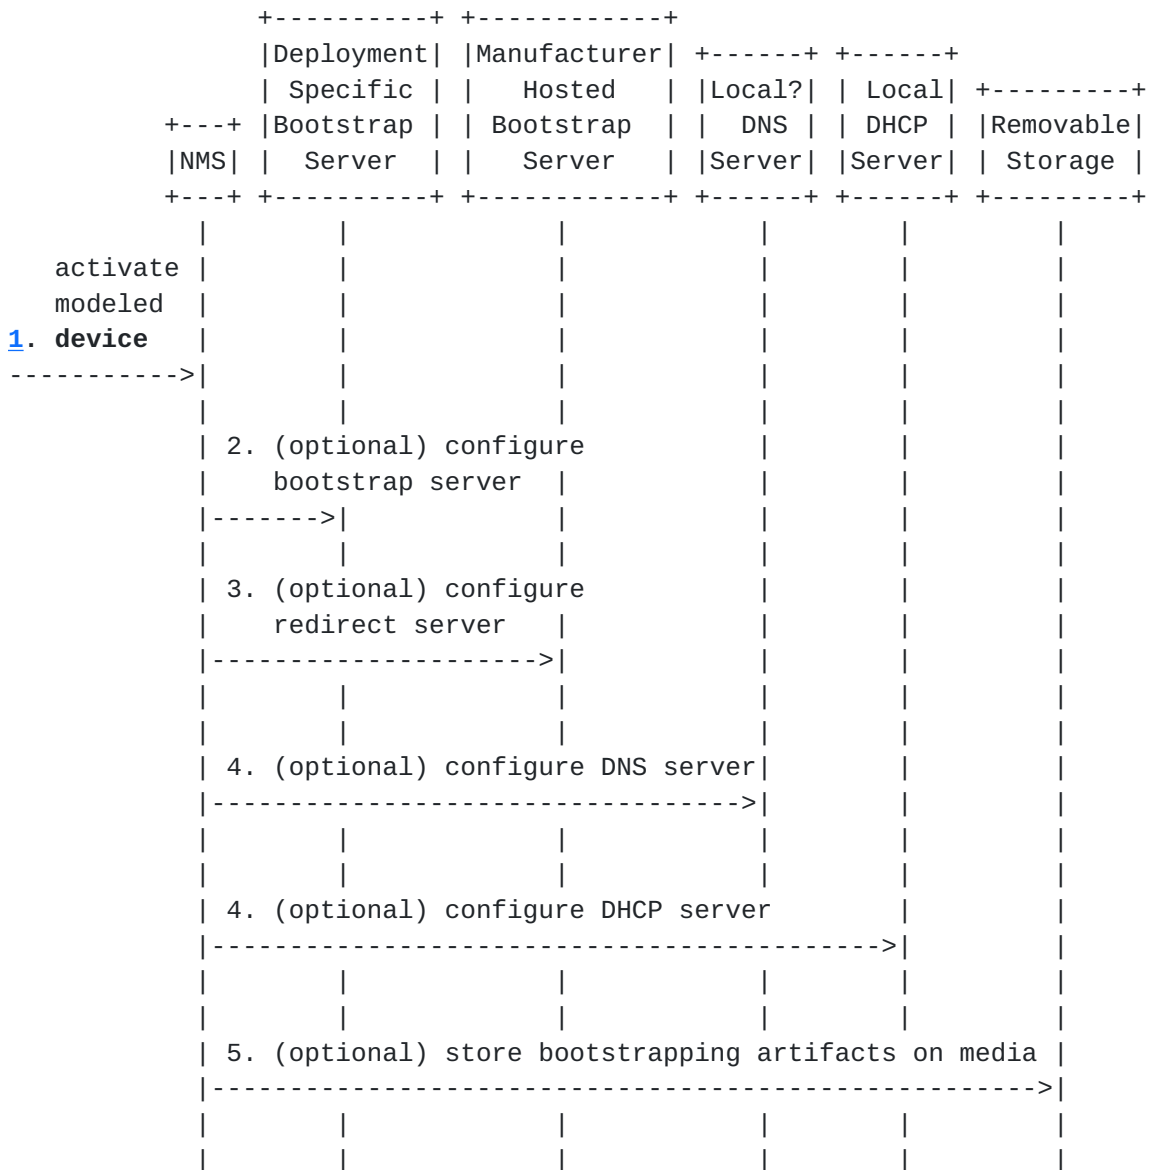 +----------+ +------------+
              |Deployment| |Manufacturer| +------+ +------+
              | Specific | |   Hosted   | |Local?| | Local| +---------+
        +---+ |Bootstrap | | Bootstrap  | |  DNS | | DHCP | |Removable|
        |NMS| |  Server  | |   Server   | |Server| |Server| | Storage |
        +---+ +----------+ +------------+ +------+ +------+ +---------+
          |        |             |            |        |         |
 activate |        |             |            |        |         |
 modeled  |        |             |            |        |         |
1. device   |        |             |            |        |         |
----------->|        |             |            |        |         |
          |        |             |            |        |         |
          | 2. (optional) configure           |        |         |
          |    bootstrap server  |            |        |         |
          |------->|             |            |        |         |
          |        |             |            |        |         |
          | 3. (optional) configure           |        |         |
          |    redirect server   |            |        |         |
          |--------------------->|            |        |         |
          |        |             |            |        |         |
          |        |             |            |        |         |
          | 4. (optional) configure DNS server|        |         |
          |---------------------------------->|        |         |
          |        |             |            |        |         |
          |        |             |            |        |         |
          | 4. (optional) configure DHCP server        |         |
          |------------------------------------------->|         |
          |        |             |            |        |         |
          |        |             |            |        |         |
          | 5. (optional) store bootstrapping artifacts on media |
          |----------------------------------------------------->|
          |        |             |            |        |         |
          |        |             |            |        |         |